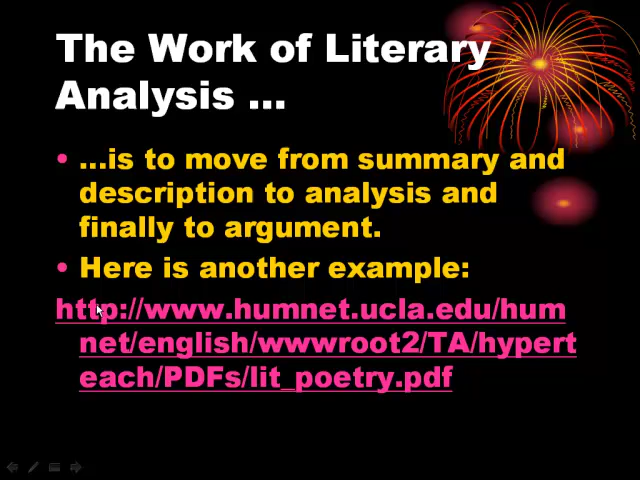 The Work of Literary
Analysis ...
• ...is to move from summary and
description to analysis and
finally to argument.
• Here is another example:
http://www.humnet.ucla.edu/hum
net/english/wwwroot2/TA/hypert
each/PDFs/lit_poetry.pdf